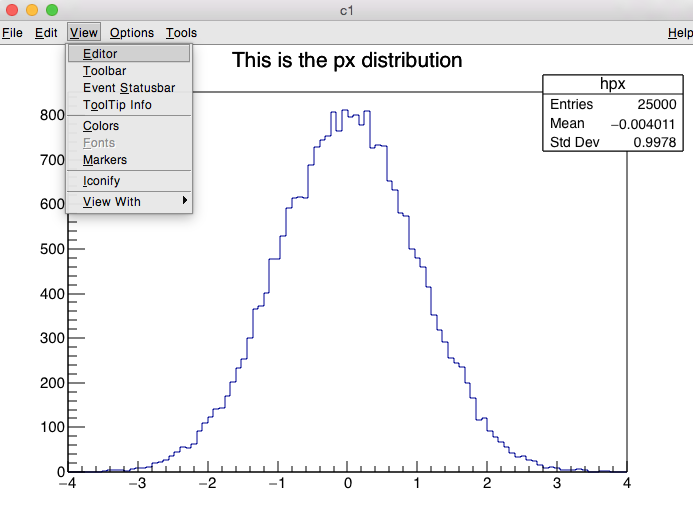 c1
File Edit View Options Tools Help
Editor
Toolbar
Event Statusbar
ToolTip Info
Colors
Fonts
Markers
Iconify
View With
This is the px distribution
hpx
Entries 25000
Mean −0.004011
Std Dev 0.9978
800
700
600
500
400
300
200
100
0
−4 −3 −2 −1 0 1 2 3 4